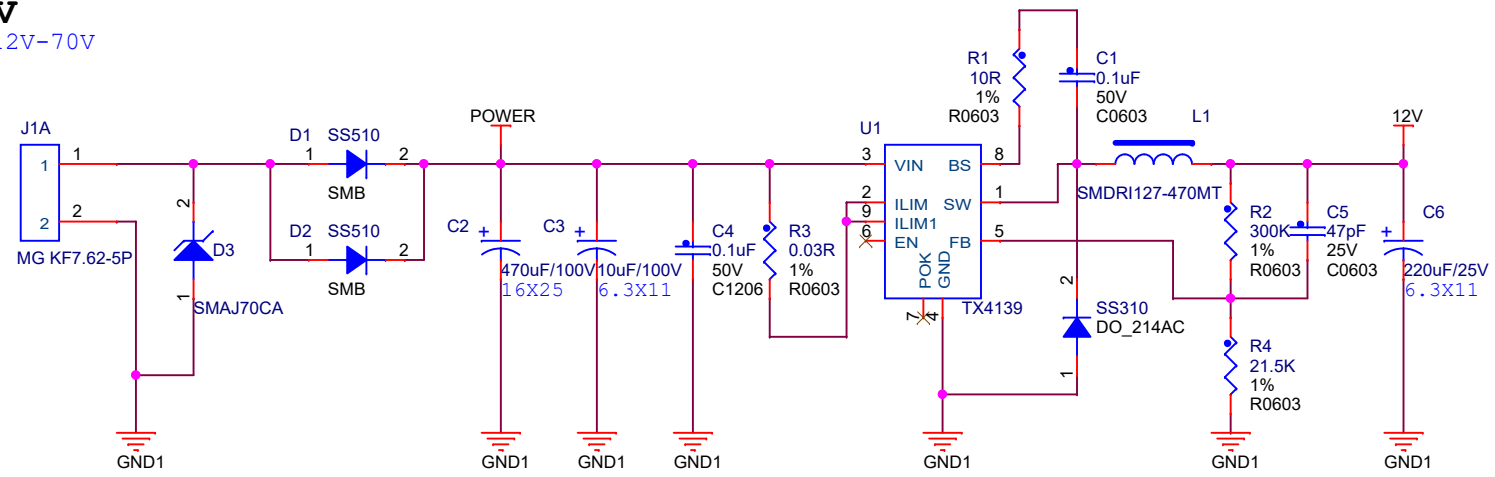 V
12V-70V
J1A
1
2
1
2
MG KF7.62-5P
2
D3
1
SMAJ70CA
GND1
D1
SS510
1
2
SMB
D2
SS510
1
2
SMB
POWER
C2
+
470uF/100V
16X25
GND1
C3
+
10uF/100V
6.3X11
GND1
C4
0.1uF
50V
C1206
GND1
R3
0.03R
1%
R0603
U1
3
VIN
2
ILIM
9
ILIM1
6
EN
BS
8
SW
1
FB
5
POK
GND
7
4
TX4139
GND1
R1
10R
1%
R0603
C1
0.1uF
50V
C0603
L1
SMDRI127-470MT
2
SS310
DO_214AC
1
R2
300K
1%
R0603
C5
47pF
25V
C0603
R4
21.5K
1%
R0603
GND1
12V
C6
+
220uF/25V
6.3X11
GND1